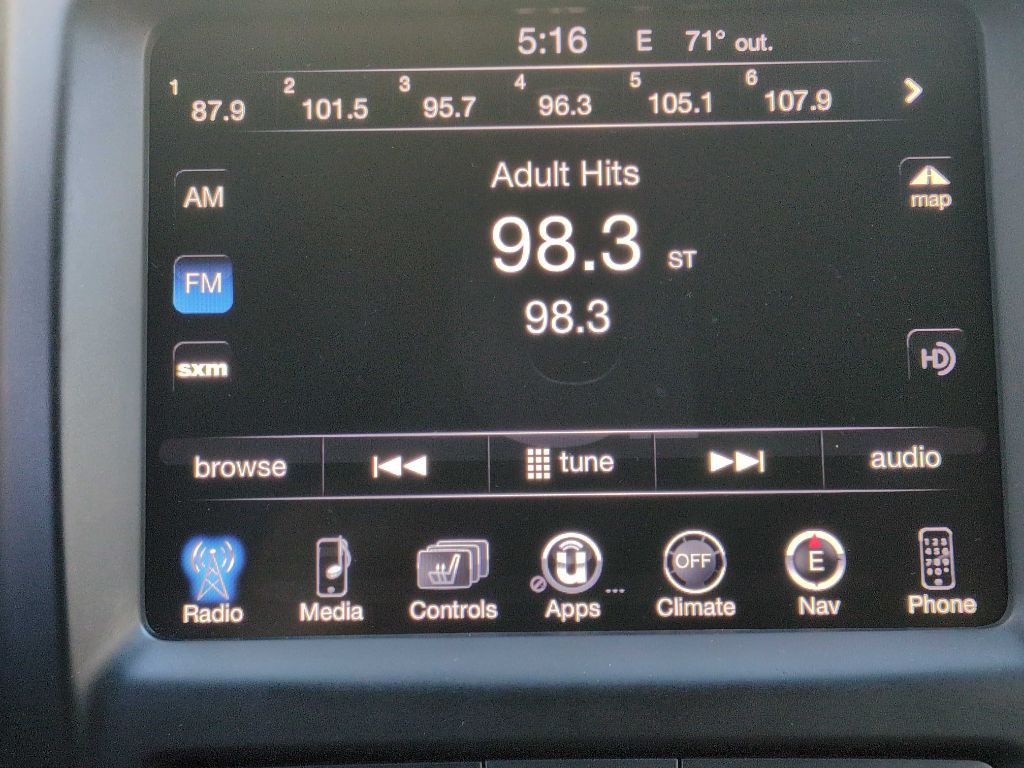 5:16 E 71° out.
1 87.9 2 101.5 3 95.7 4 96.3 5 105.1 6 107.9
Adult Hits
AM
map
98.3 ST
FM
98.3
sxm
HD
browse tune audio
OFF E
Radio Media Controls Apps Climate Nav Phone